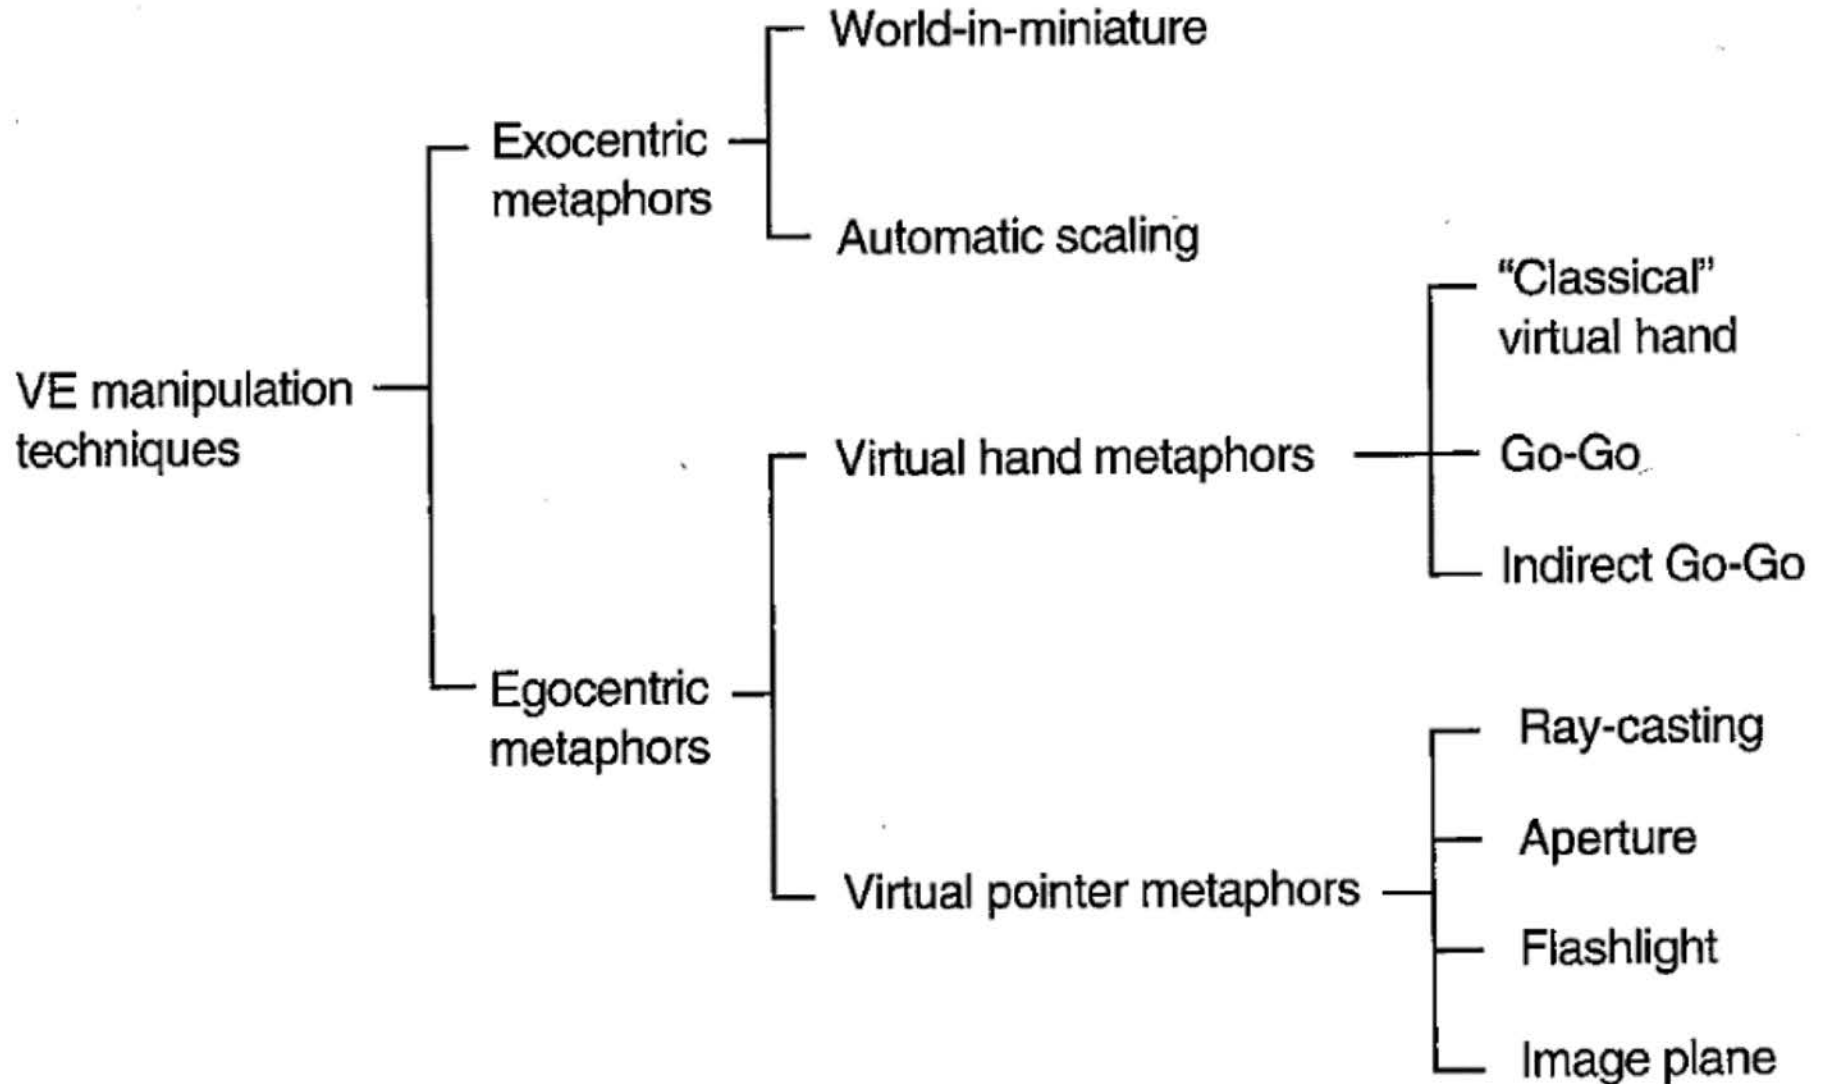 World-in-miniature
Exocentric
metaphors
Automatic scaling
"Classical"
virtual hand
VE manipulation
techniques
Virtual hand metaphors
Go-Go
Indirect Go-Go
Egocentric
metaphors
Ray-casting
Aperture
Virtual pointer metaphors
Flashlight
Image plane